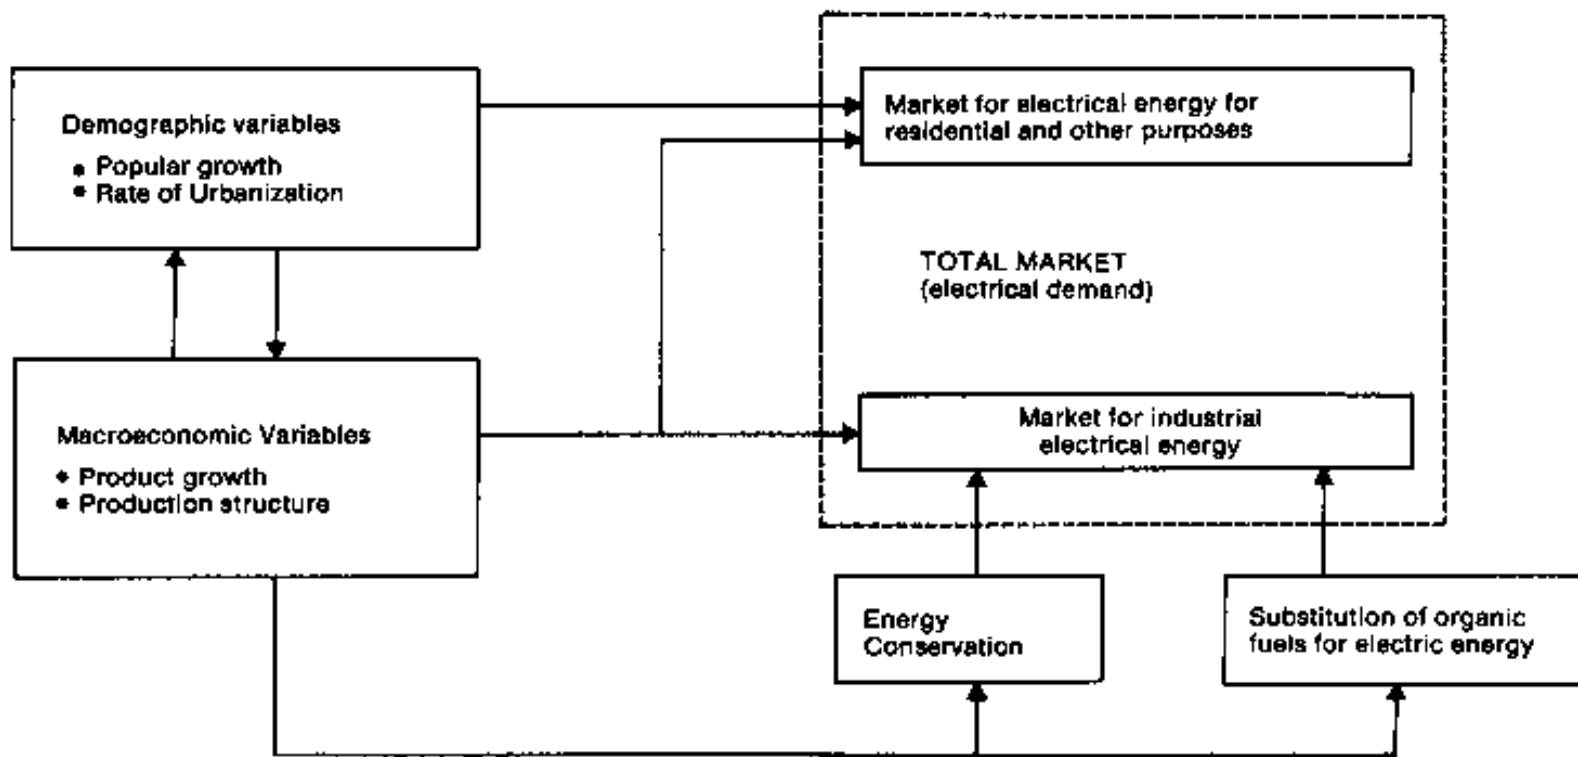 Demographic variables
• Popular growth
• Rate of Urbanization
Macroeconomic Variables
• Product growth
• Production structure
Market for electrical energy for
residential and other purposes
TOTAL MARKET
(electrical demand)
Market for industrial
electrical energy
Energy
Conservation
Substitution of organic
fuels for electric energy